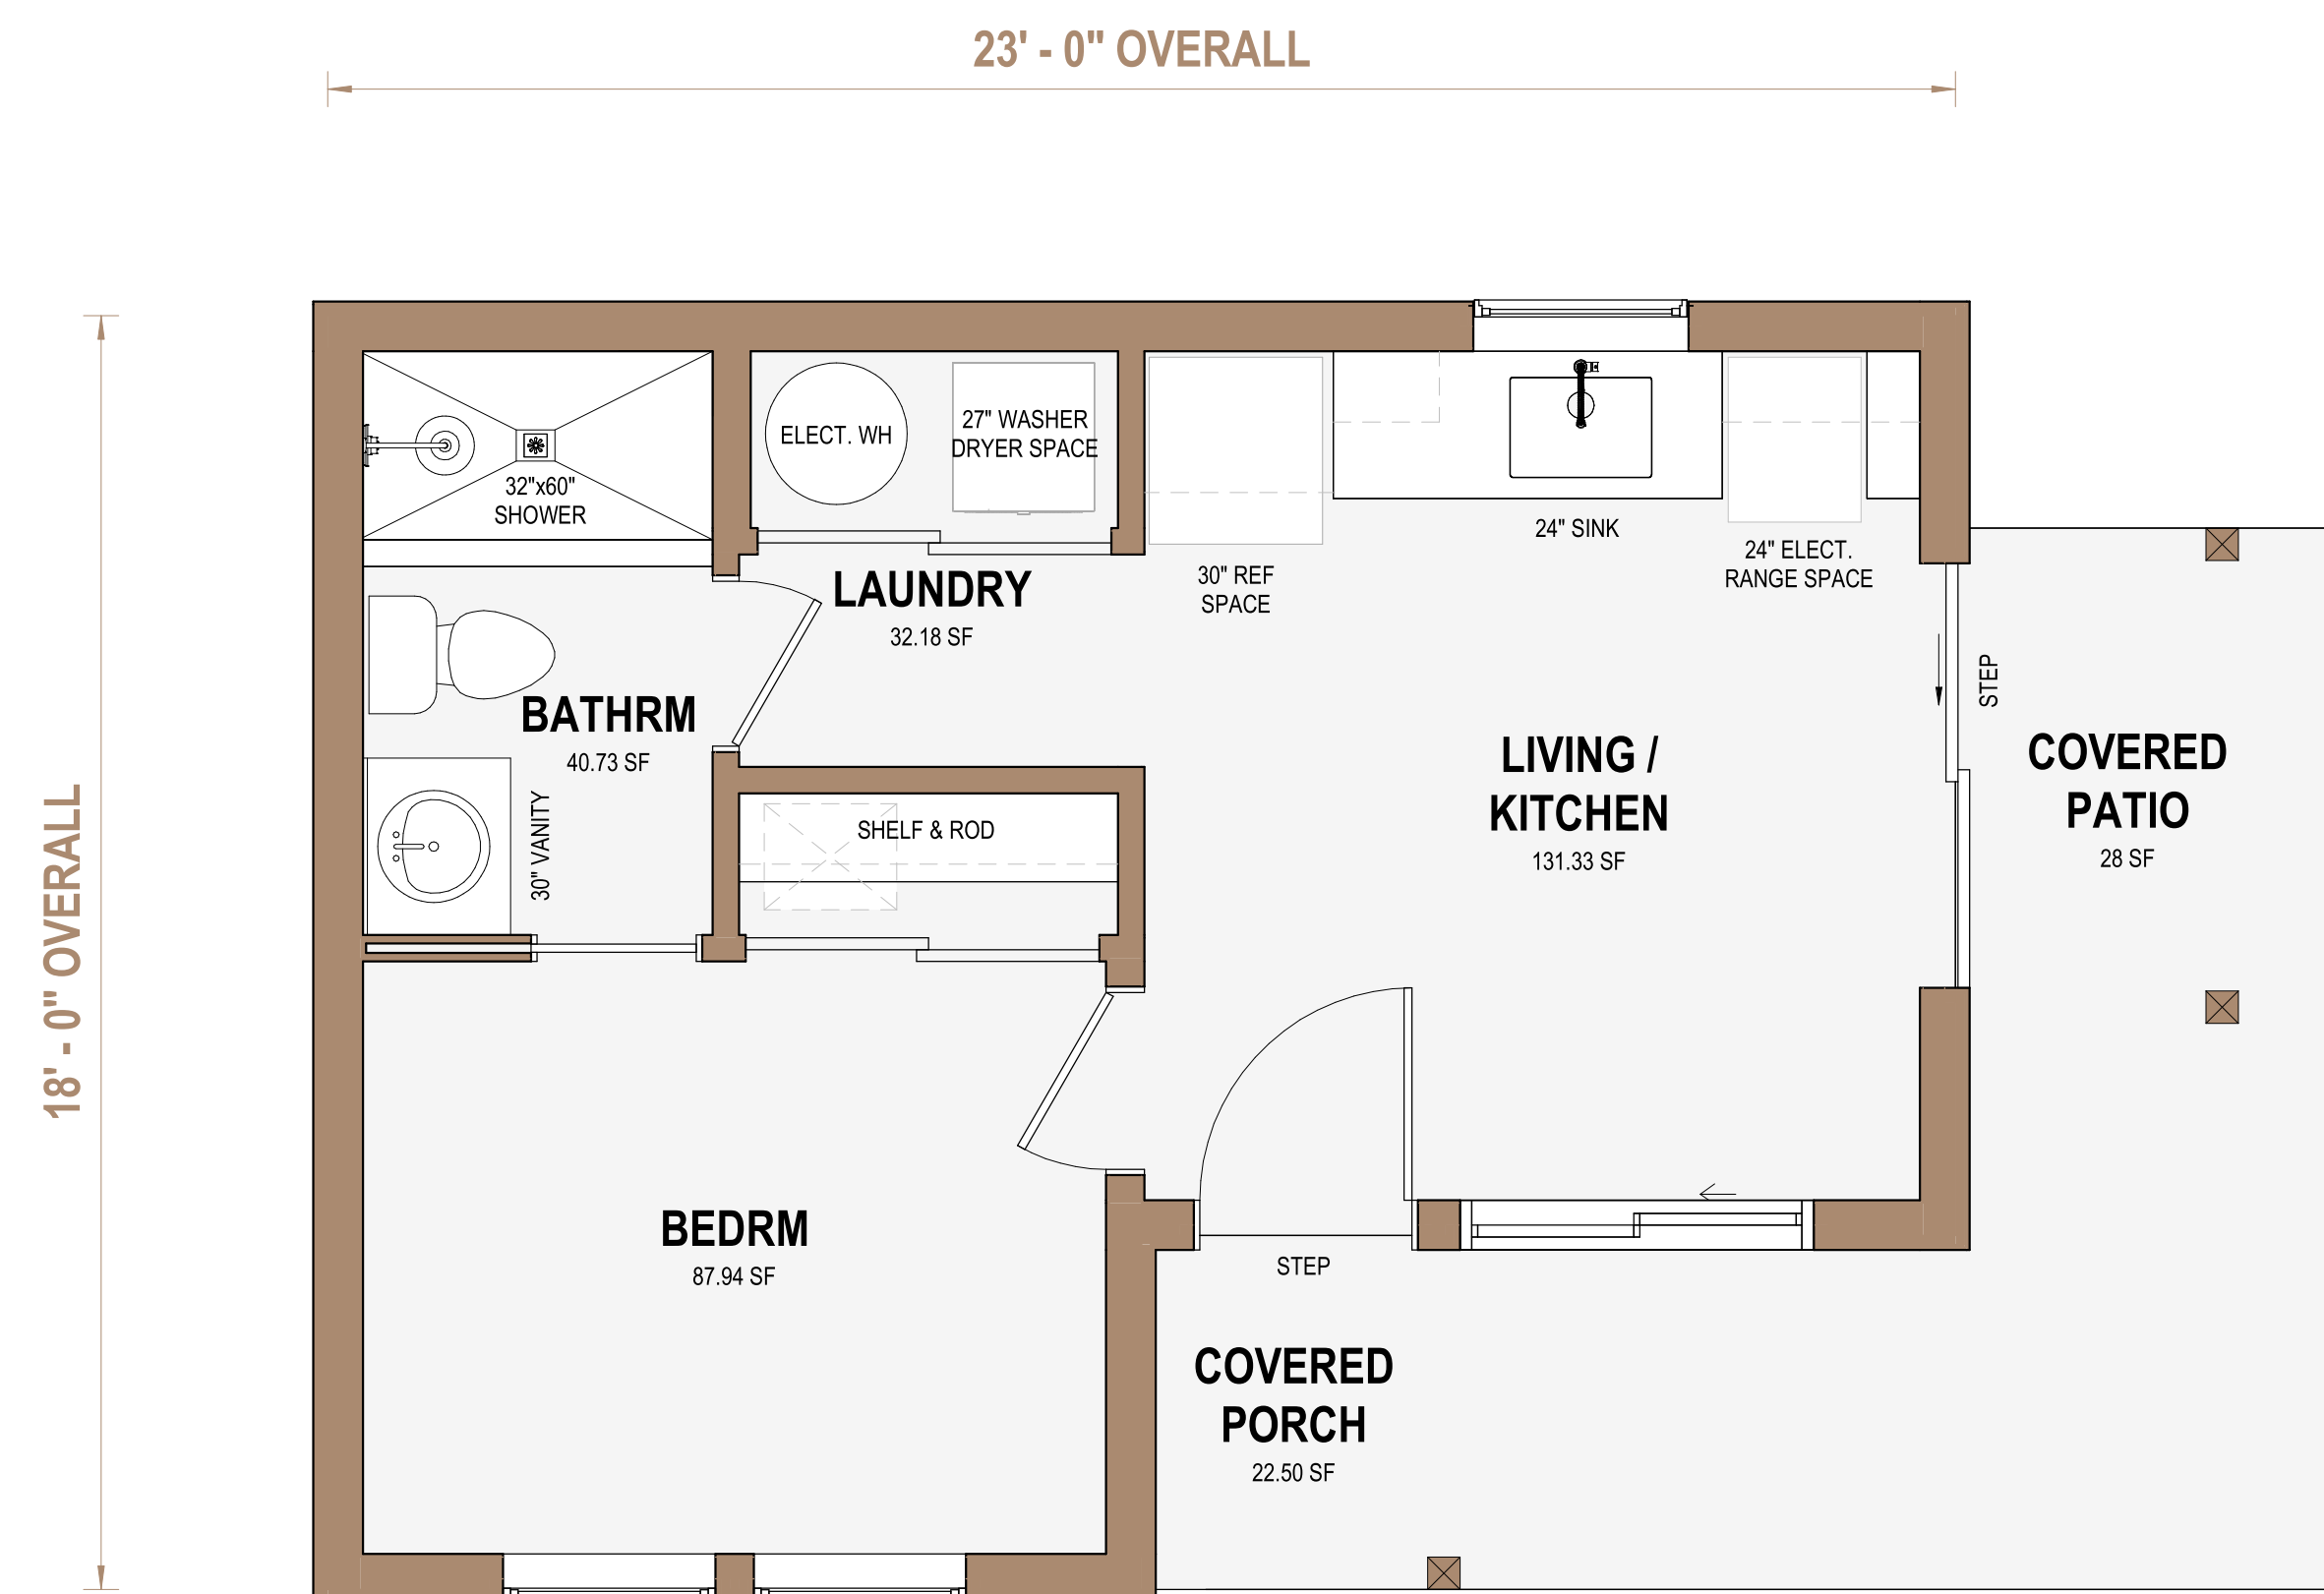 23' - 0" OVERALL
18' - 0" OVERALL
32"x60"
SHOWER
ELECT. WH
27" WASHER
DRYER SPACE
24" SINK
30" REF
SPACE
24" ELECT.
RANGE SPACE
LAUNDRY
32.18 SF
BATHRM
40.73 SF
30" VANITY
SHELF & ROD
LIVING /
KITCHEN
131.33 SF
STEP
COVERED
PATIO
28 SF
BEDRM
87.94 SF
STEP
COVERED
PORCH
22.50 SF